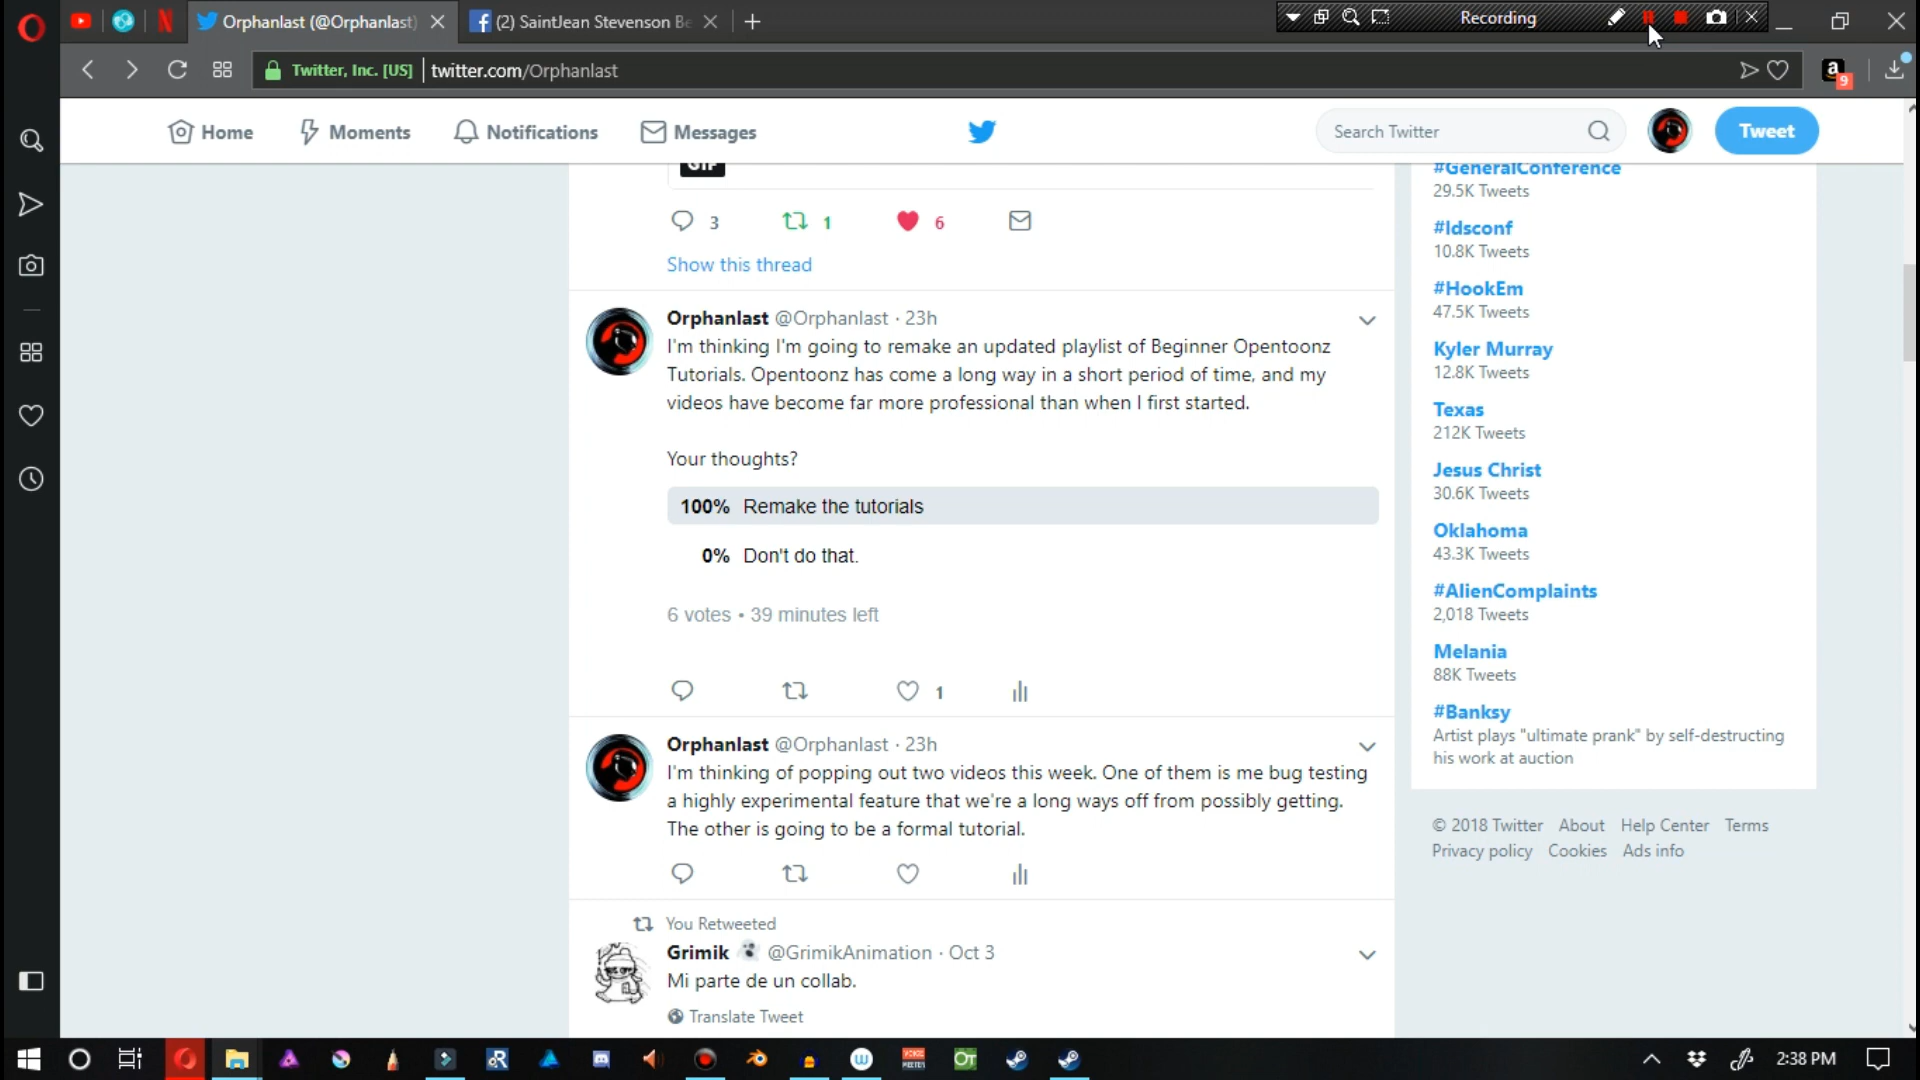 Orphanlast (@Orphanlast)
(2) SaintJean Stevenson Be
Recording
Twitter, Inc. [US]
twitter.com/Orphanlast
a
9
Home
Moments
Notifications
Messages
Search Twitter
Tweet
GIF
3
1
6
Show this thread
Orphanlast @Orphanlast · 23h
I'm thinking I'm going to remake an updated playlist of Beginner Opentoonz
Tutorials. Opentoonz has come a long way in a short period of time, and my
videos have become far more professional than when I first started.
Your thoughts?
100% Remake the tutorials
0% Don't do that.
6 votes • 39 minutes left
1
Orphanlast @Orphanlast · 23h
I'm thinking of popping out two videos this week. One of them is me bug testing
a highly experimental feature that we're a long ways off from possibly getting.
The other is going to be a formal tutorial.
You Retweeted
Grimik @GrimikAnimation · Oct 3
Mi parte de un collab.
Translate Tweet
#GeneralConference
29.5K Tweets
#ldsconf
10.8K Tweets
#HookEm
47.5K Tweets
Kyler Murray
12.8K Tweets
Texas
212K Tweets
Jesus Christ
30.6K Tweets
Oklahoma
43.3K Tweets
#AlienComplaints
2,018 Tweets
Melania
88K Tweets
#Banksy
Artist plays "ultimate prank" by self-destructing
his work at auction
© 2018 Twitter About Help Center Terms
Privacy policy Cookies Ads info
OT
2:38 PM